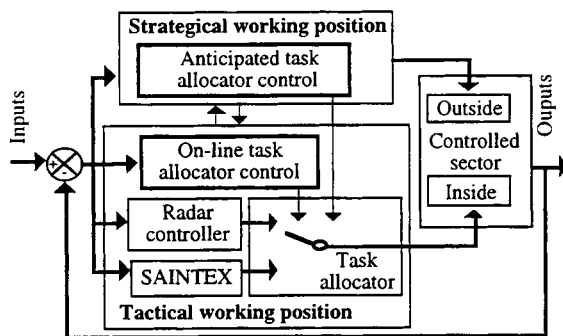 Strategical working position
Anticipated task
allocator control
Inputs
+
-
On-line task
allocator control
Radar
controller
SAINTEX
Task
allocator
Tactical working position
Outside
Controlled
sector
Inside
Ouputs